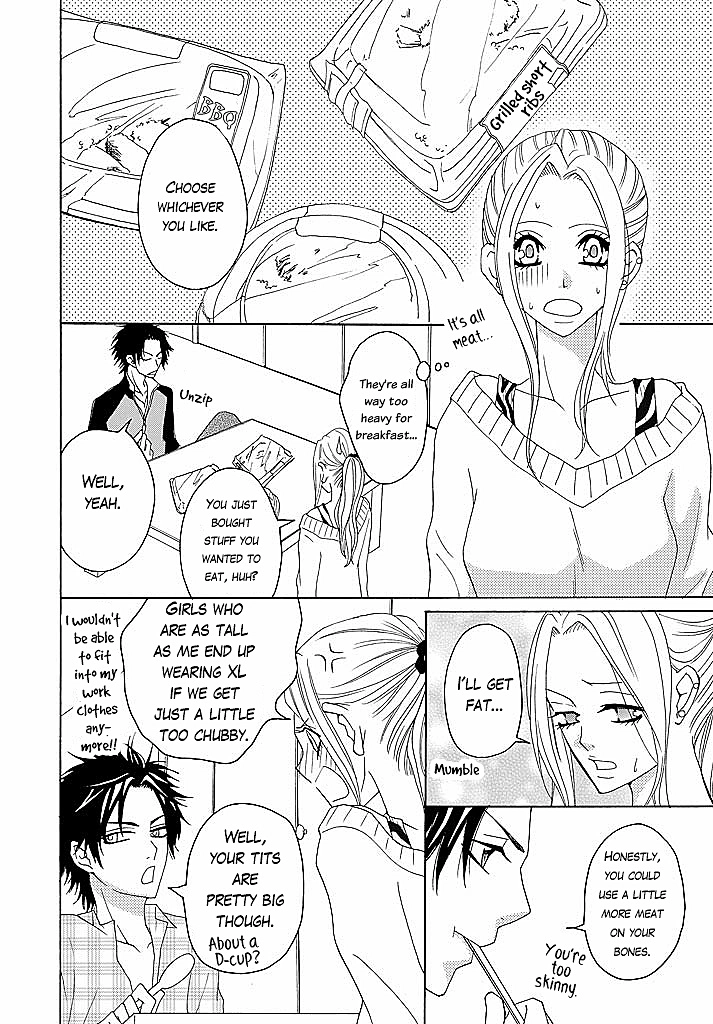 Grilled short
ribs
BBQ
CHOOSE
WHICHEVER
YOU LIKE.
It's all
meat...
They're all
way too
heavy for
breakfast...
Unzip
YOU JUST
BOUGHT
STUFF YOU
WANTED TO
EAT, HUH?
WELL,
YEAH.
I'LL GET
FAT...
Mumble
GIRLS WHO
ARE AS TALL
AS ME END UP
WEARING XL
IF WE GET
JUST A LITTLE
TOO CHUBBY.
I wouldn't
be able
to fit
into my
work
clothes
any-
more!!
HONESTLY,
YOU COULD
USE A LITTLE
MORE MEAT
ON YOUR
BONES.
You're
too
skinny.
WELL,
YOUR TITS
ARE
PRETTY BIG
THOUGH.
About a
D-cup?